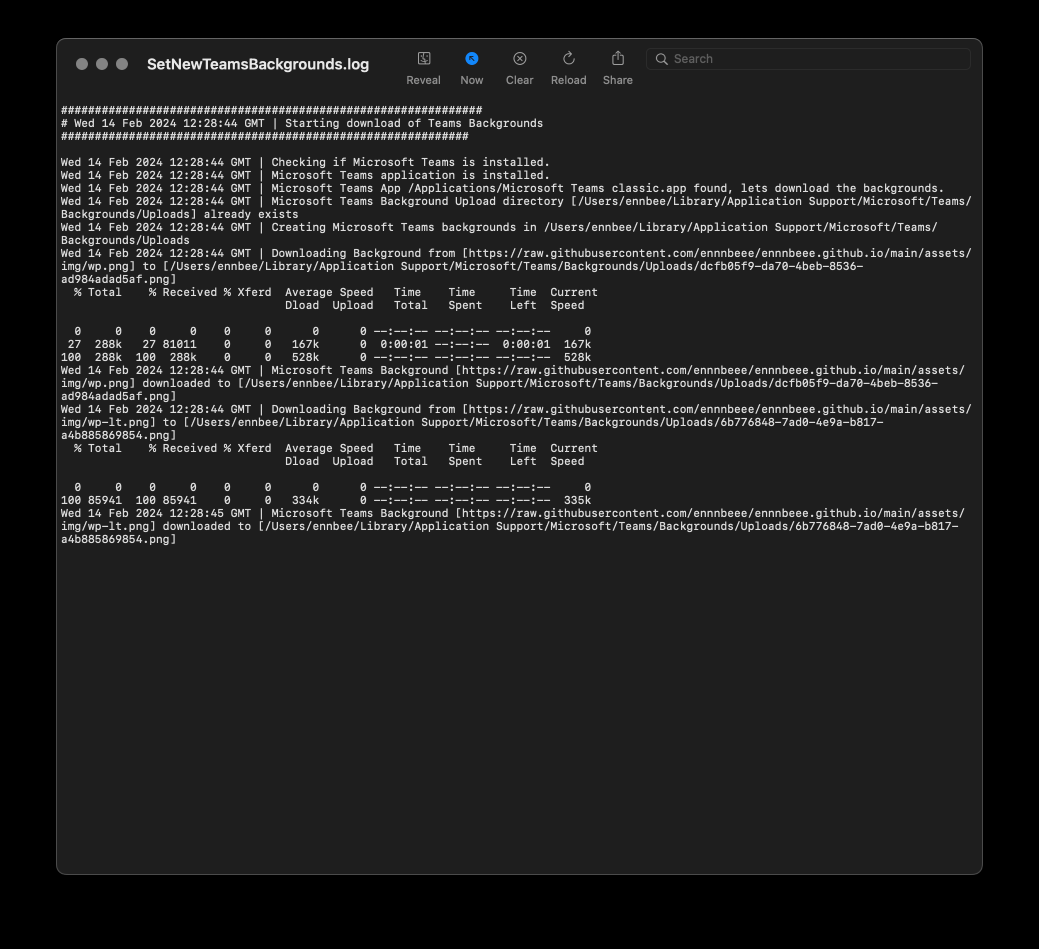 SetNewTeamsBackgrounds.log
Reveal
Now
Clear
Reload
Share
Search
##############################################################
# Wed 14 Feb 2024 12:28:44 GMT | Starting download of Teams Backgrounds
############################################################
Wed 14 Feb 2024 12:28:44 GMT | Checking if Microsoft Teams is installed.
Wed 14 Feb 2024 12:28:44 GMT | Microsoft Teams application is installed.
Wed 14 Feb 2024 12:28:44 GMT | Microsoft Teams App /Applications/Microsoft Teams classic.app found, lets download the backgrounds.
Wed 14 Feb 2024 12:28:44 GMT | Microsoft Teams Background Upload directory [/Users/ennbee/Library/Application Support/Microsoft/Teams/
Backgrounds/Uploads] already exists
Wed 14 Feb 2024 12:28:44 GMT | Creating Microsoft Teams backgrounds in /Users/ennbee/Library/Application Support/Microsoft/Teams/
Backgrounds/Uploads
Wed 14 Feb 2024 12:28:44 GMT | Downloading Background from [https://raw.githubusercontent.com/ennnbeee/ennnbeee.github.io/main/assets/
img/wp.png] to [/Users/ennbee/Library/Application Support/Microsoft/Teams/Backgrounds/Uploads/dcfb05f9-da70-4beb-8536-
ad984adad5af.png]
  % Total    % Received % Xferd  Average Speed   Time    Time     Time  Current
                                 Dload  Upload   Total   Spent    Left  Speed
  0     0    0     0    0     0      0      0 --:--:-- --:--:-- --:--:--     0
 27  288k   27 81011    0     0   167k      0  0:00:01 --:--:--  0:00:01  167k
100  288k  100  288k    0     0   528k      0 --:--:-- --:--:-- --:--:--  528k
Wed 14 Feb 2024 12:28:44 GMT | Microsoft Teams Background [https://raw.githubusercontent.com/ennnbeee/ennnbeee.github.io/main/assets/
img/wp.png] downloaded to [/Users/ennbee/Library/Application Support/Microsoft/Teams/Backgrounds/Uploads/dcfb05f9-da70-4beb-8536-
ad984adad5af.png]
Wed 14 Feb 2024 12:28:44 GMT | Downloading Background from [https://raw.githubusercontent.com/ennnbeee/ennnbeee.github.io/main/assets/
img/wp-lt.png] to [/Users/ennbee/Library/Application Support/Microsoft/Teams/Backgrounds/Uploads/6b776848-7ad0-4e9a-b817-
a4b885869854.png]
  % Total    % Received % Xferd  Average Speed   Time    Time     Time  Current
                                 Dload  Upload   Total   Spent    Left  Speed
  0     0    0     0    0     0      0      0 --:--:-- --:--:-- --:--:--     0
100 85941  100 85941    0     0   334k      0 --:--:-- --:--:-- --:--:--  335k
Wed 14 Feb 2024 12:28:45 GMT | Microsoft Teams Background [https://raw.githubusercontent.com/ennnbeee/ennnbeee.github.io/main/assets/
img/wp-lt.png] downloaded to [/Users/ennbee/Library/Application Support/Microsoft/Teams/Backgrounds/Uploads/6b776848-7ad0-4e9a-b817-
a4b885869854.png]